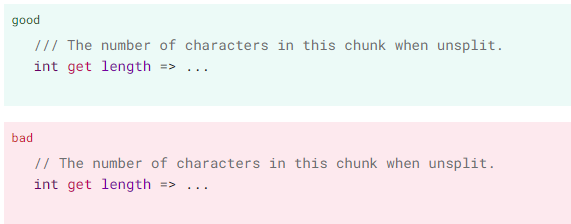 good
/// The number of characters in this chunk when unsplit.
int get length => ...
bad
// The number of characters in this chunk when unsplit.
int get length => ...